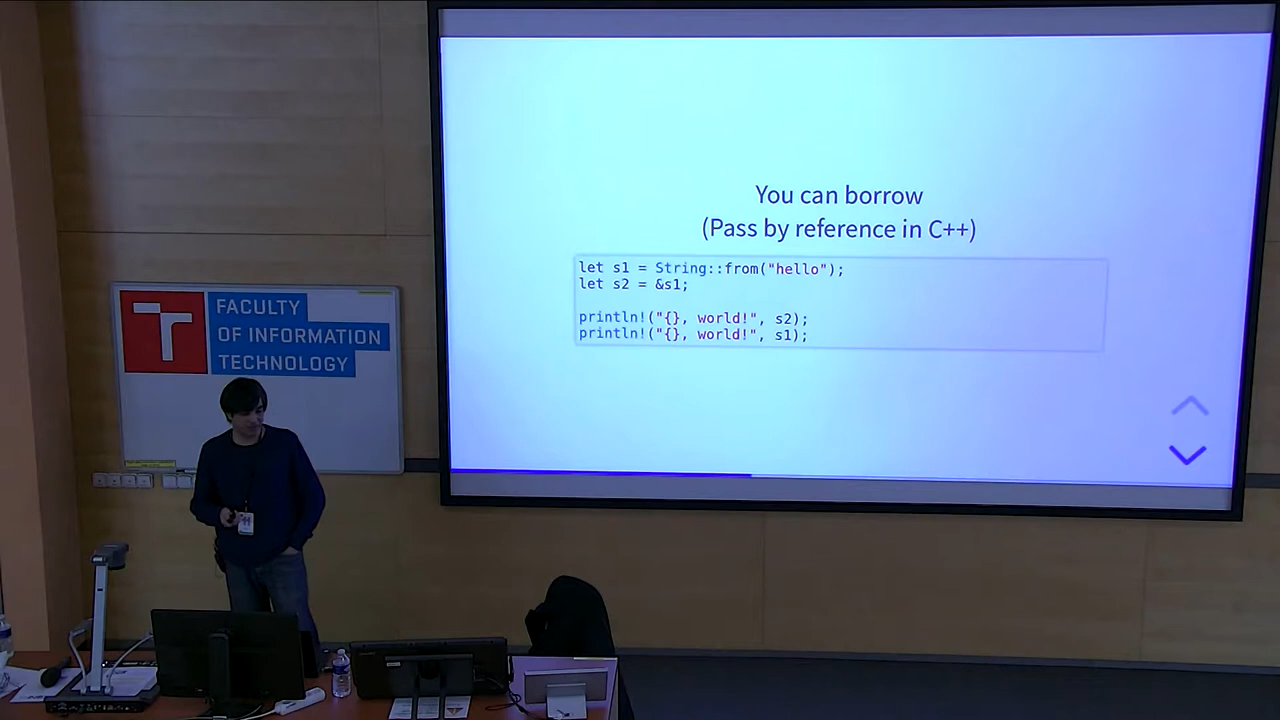 You can borrow
(Pass by reference in C++)
let s1 = String::from("hello");
let s2 = &s1;
println!("{}, world!", s2);
println!("{}, world!", s1);
FACULTY
OF INFORMATION
TECHNOLOGY